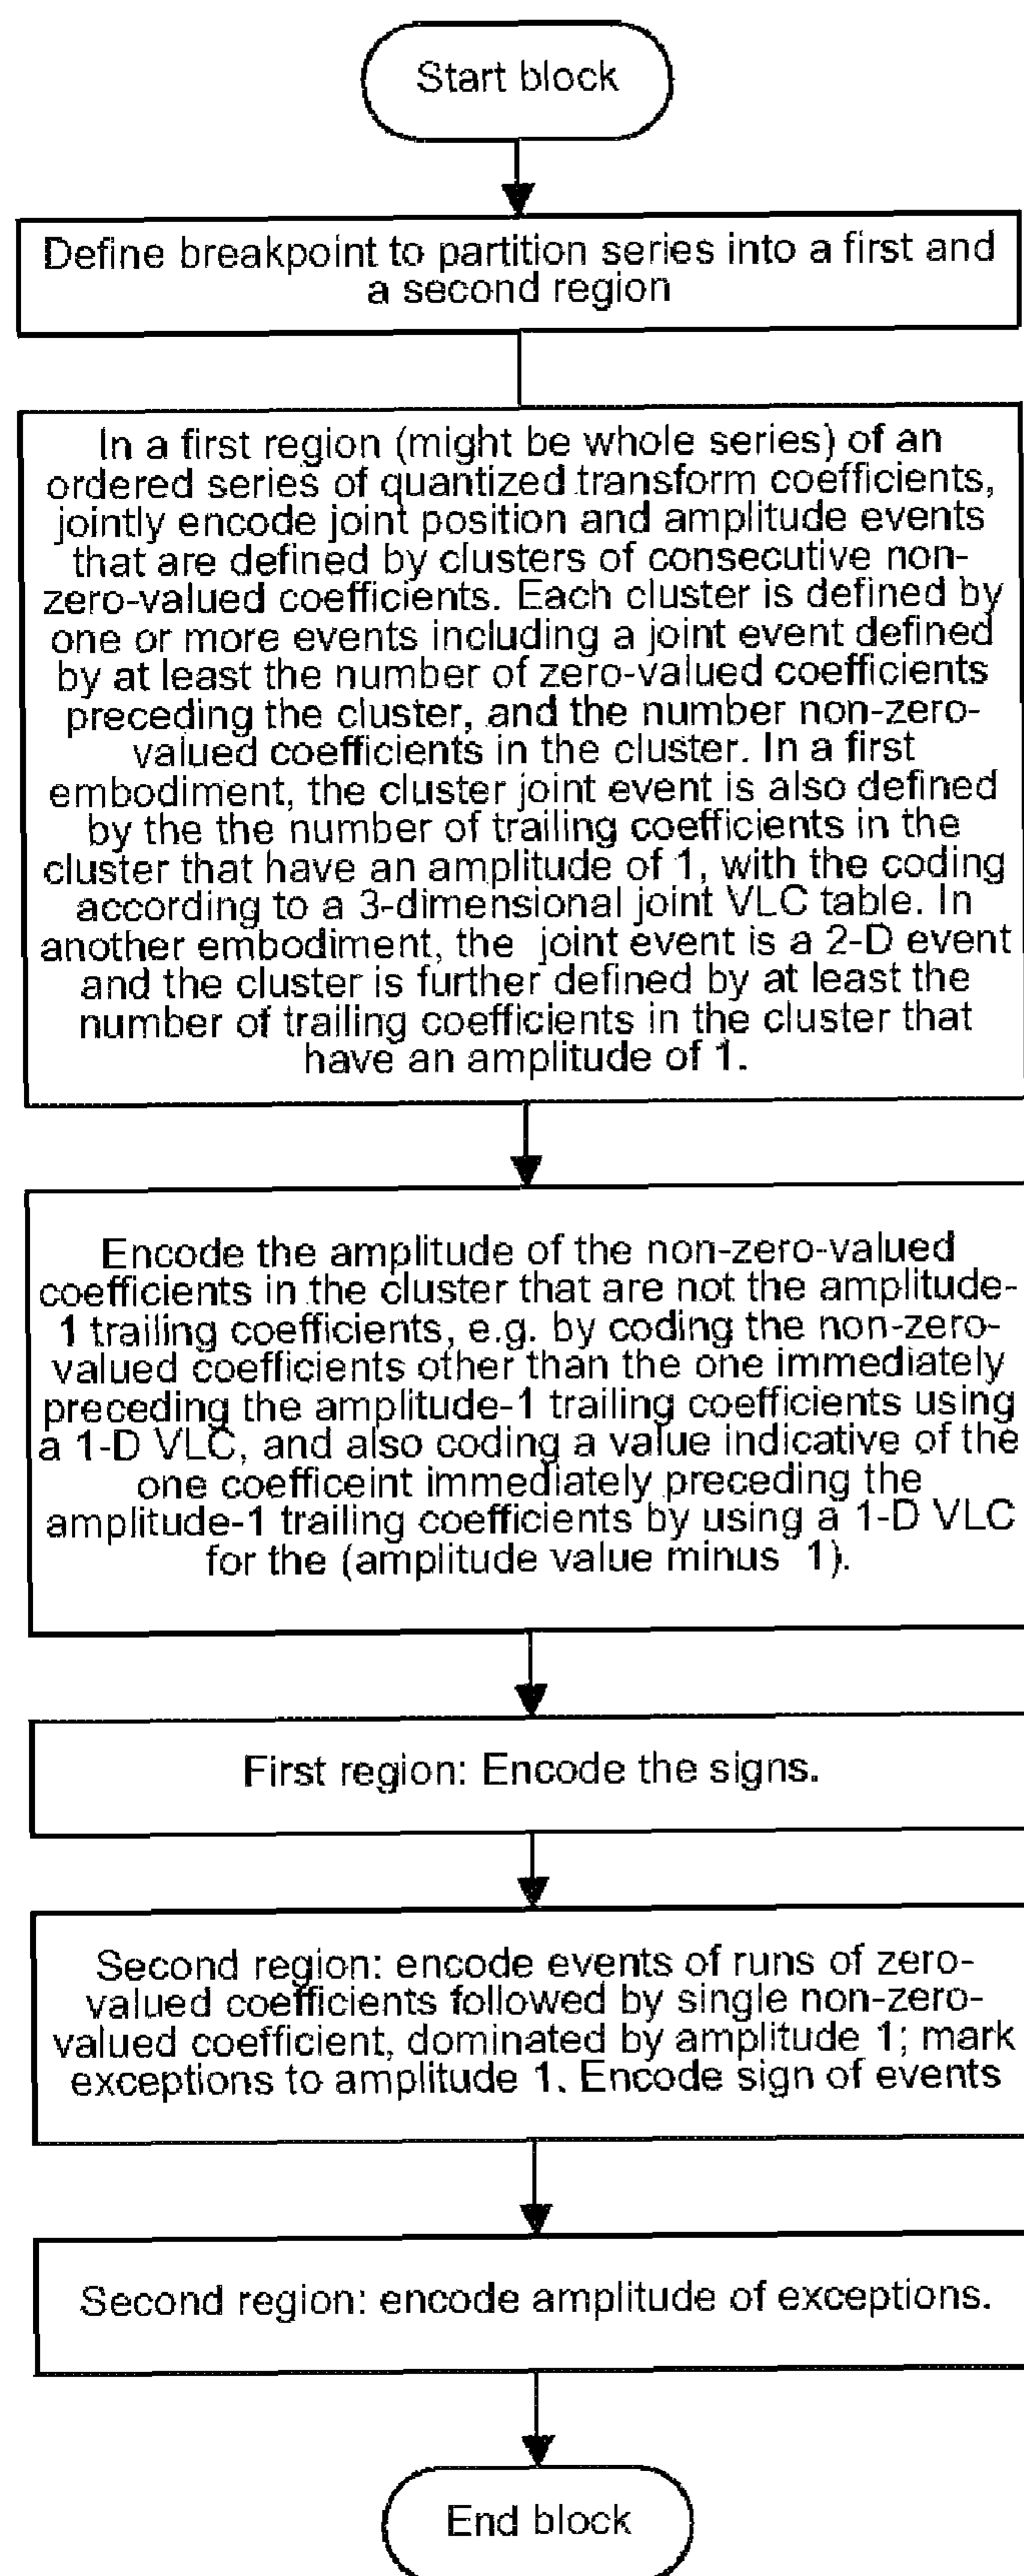 Start block
Define breakpoint to partition series into a first and
a second region
In a first region (might be whole series) of an
ordered series of quantized transform coefficients,
jointly encode joint position and amplitude events
that are defined by clusters of consecutive non-
zero-valued coefficients. Each cluster is defined by
one or more events including a joint event defined
by at least the number of zero-valued coefficients
preceding the cluster, and the number non-zero-
valued coefficients in the cluster. In a first
embodiment, the cluster joint event is also defined
by the the number of trailing coefficients in the
cluster that have an amplitude of 1, with the coding
according to a 3-dimensional joint VLC table. In
another embodiment, the joint event is a 2-D event
and the cluster is further defined by at least the
number of trailing coefficients in the cluster that
have an amplitude of 1.
Encode the amplitude of the non-zero-valued
coefficients in the cluster that are not the amplitude-
1 trailing coefficients, e.g. by coding the non-zero-
valued coefficients other than the one immediately
preceding the amplitude-1 trailing coefficients using
a 1-D VLC, and also coding a value indicative of the
one coefficeint immediately preceding the
amplitude-1 trailing coefficients by using a 1-D VLC
for the (amplitude value minus 1).
First region: Encode the signs.
Second region: encode events of runs of zero-
valued coefficients followed by single non-zero-
valued coefficient, dominated by amplitude 1; mark
exceptions to amplitude 1. Encode sign of events
Second region: encode amplitude of exceptions.
End block